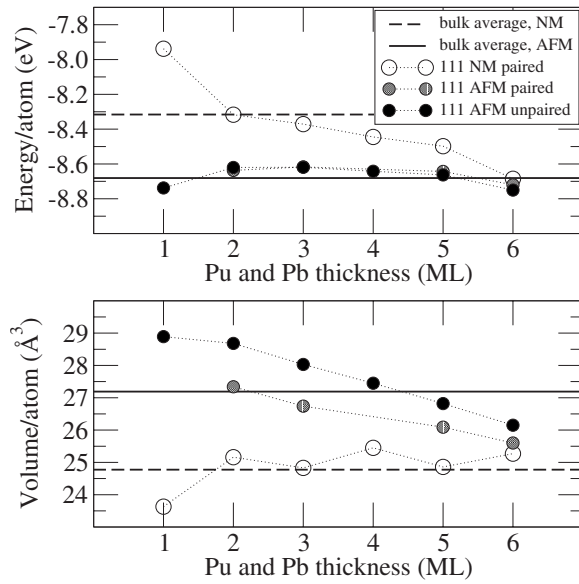 -7.8
-8.0
-8.2
-8.4
-8.6
-8.8
Energy/atom (eV)
bulk average, NM
bulk average, AFM
111 NM paired
111 AFM paired
111 AFM unpaired
1 2 3 4 5 6
Pu and Pb thickness (ML)
29
28
27
26
25
24
Volume/atom (Å³)
1 2 3 4 5 6
Pu and Pb thickness (ML)